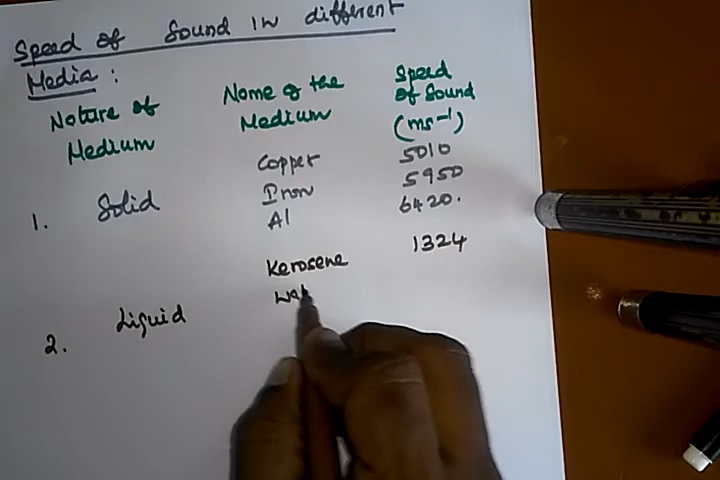 Speed of Sound in different
Media :
Nature of Medium
Name of the Medium
Speed of Sound (ms-1)
1. Solid
Copper 5010
Iron 5950
Al 6420.
2. Liquid
Kerosene 1324
Wa